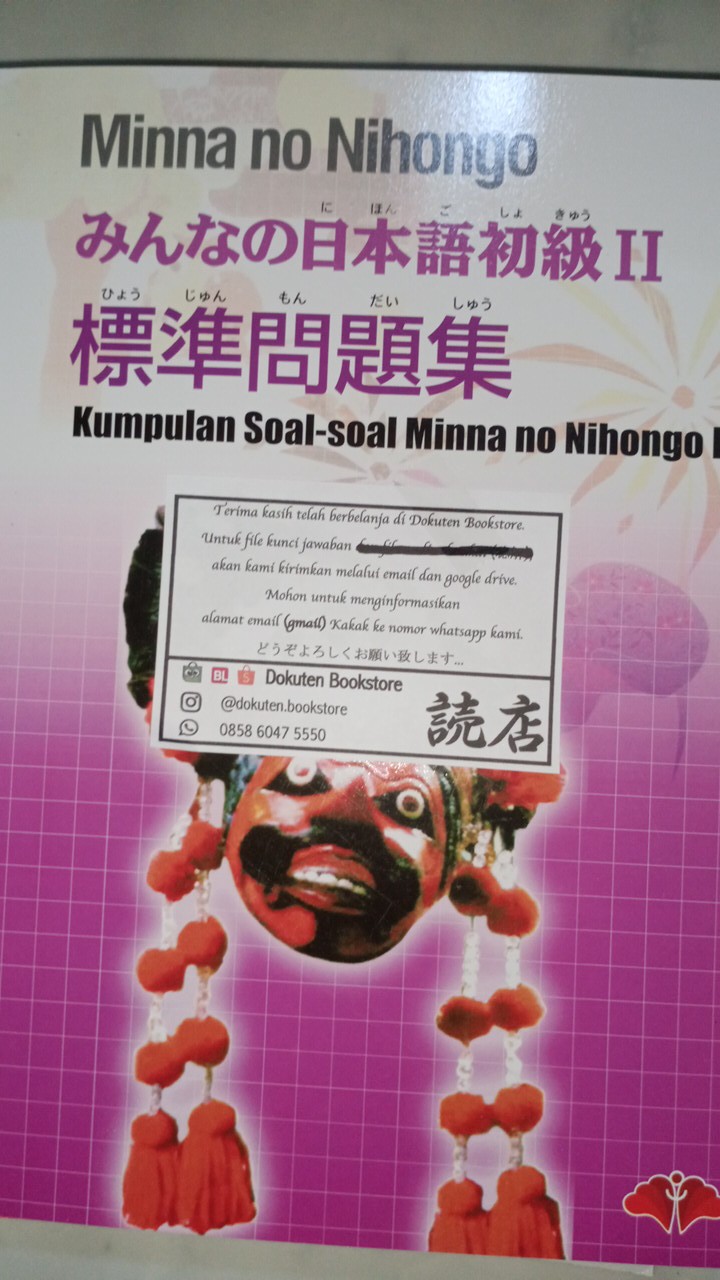 Minna no Nihongo
に ほん ご しょ きゅう
みんなの日本語初級II
ひょう じゅん もん だい しゅう
標準問題集
Kumpulan Soal-soal Minna no Nihongo
Terima kasih telah berbelanja di Dokuten Bookstore.
Untuk file kunci jawaban
akan kami kirimkan melalui email dan google drive.
Mohon untuk menginformasikan
alamat email (gmail) Kakak ke nomor whatsapp kami.
どうぞよろしくお願い致します...
BL Dokuten Bookstore
@dokuten.bookstore
0858 6047 5550
読店